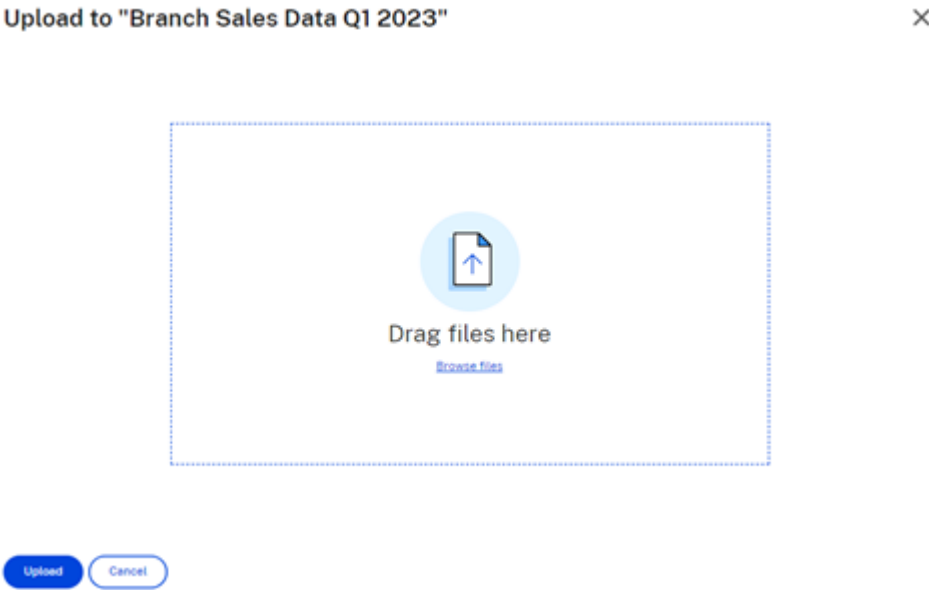 Upload to "Branch Sales Data Q1 2023"
Drag files here
Browse files
Upload Cancel